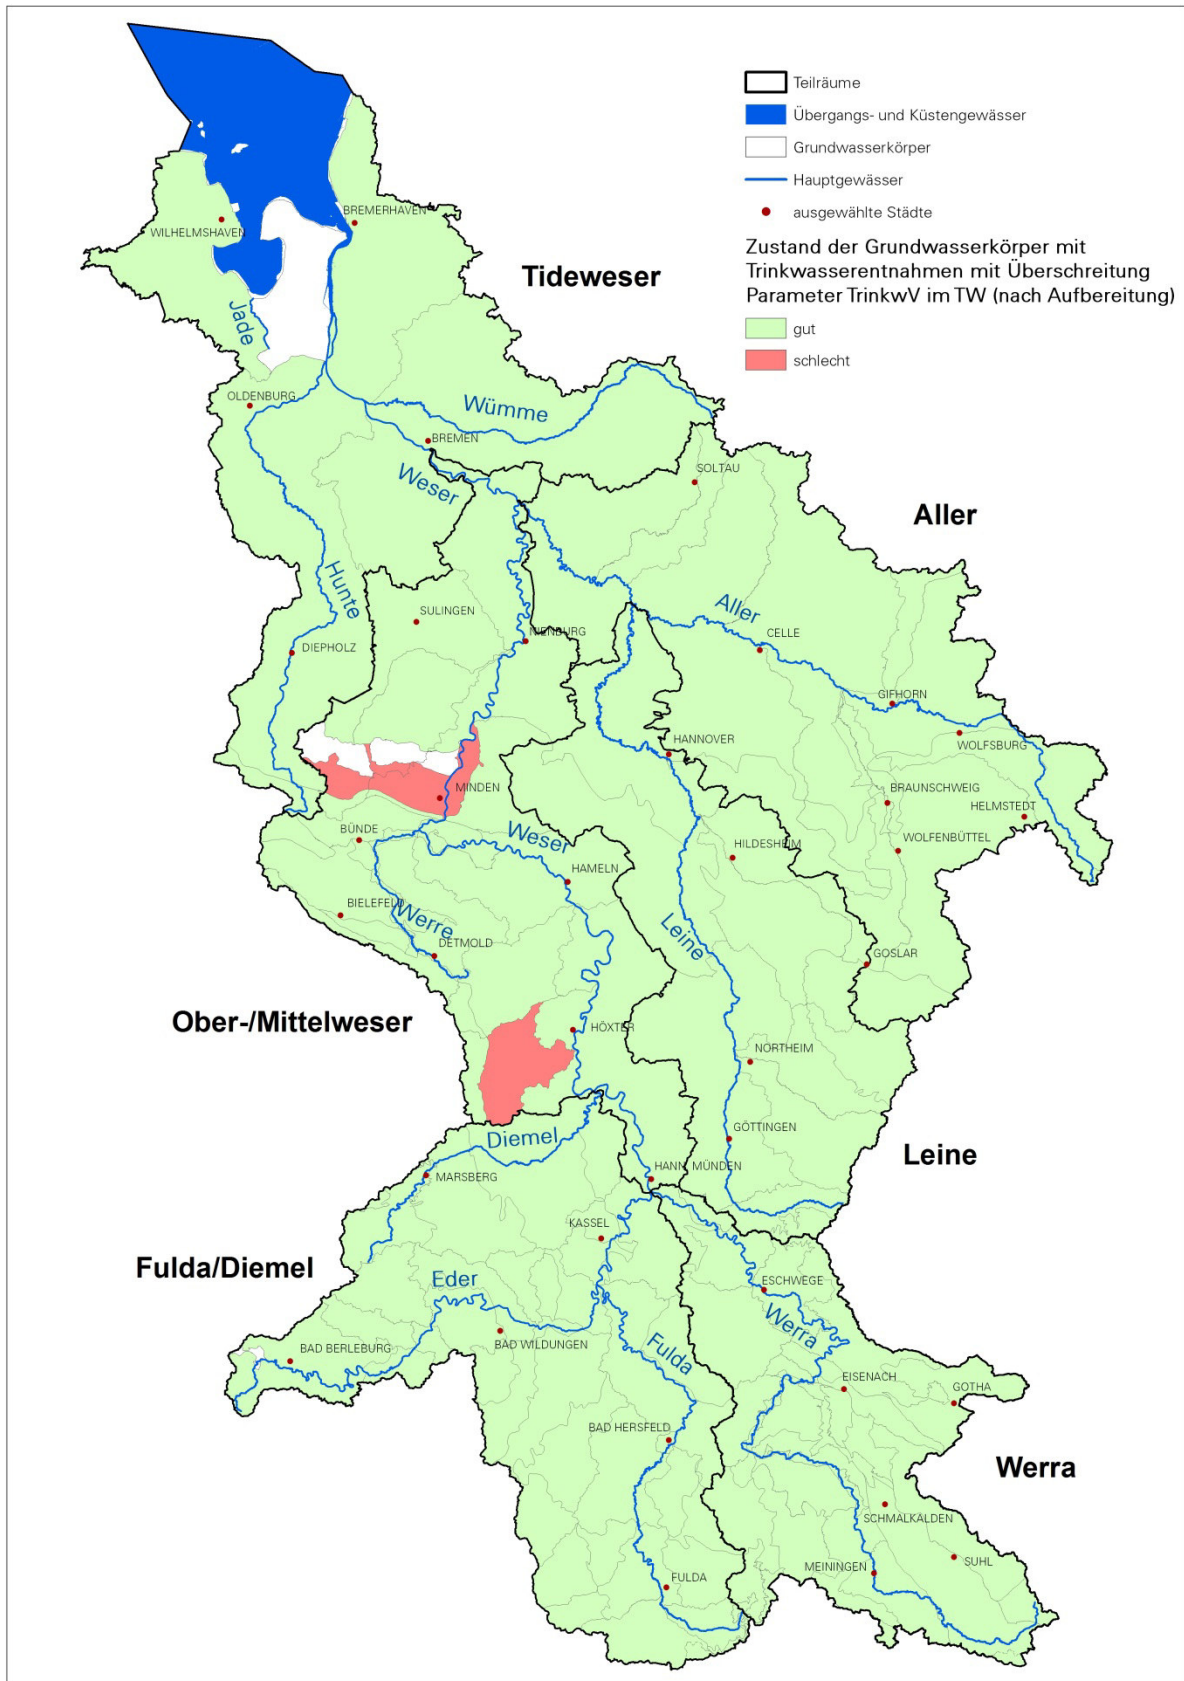 Teilräume
Übergangs- und Küstengewässer
Grundwasserkörper
Hauptgewässer
ausgewählte Städte
Zustand der Grundwasserkörper mit
Trinkwasserentnahmen mit Überschreitung
Parameter TrinkwV im TW (nach Aufbereitung)
gut
schlecht
BREMERHAVEN
WILHELMSHAVEN
Tideweser
Jade
OLDENBURG
Wümme
BREMEN
Weser
SOLTAU
Aller
Hunte
SULINGEN
Aller
NIENBURG
CELLE
DIEPHOLZ
GIFHORN
HANNOVER
WOLFSBURG
MINDEN
BRAUNSCHWEIG
HELMSTEDT
BÜNDE
Weser
WOLFENBÜTTEL
HILDESHEIM
HAMELN
BIELEFELD
Werre
Leine
DETMOLD
GOSLAR
Ober-/Mittelweser
HÖXTER
NORTHEIM
Diemel
GÖTTINGEN
Leine
MARSBERG
HANN. MÜNDEN
KASSEL
Fulda/Diemel
Eder
ESCHWEGE
Werra
BAD WILDUNGEN
BAD BERLEBURG
Fulda
EISENACH
GOTHA
BAD HERSFELD
Werra
SCHMALKALDEN
SUHL
MEININGEN
FULDA